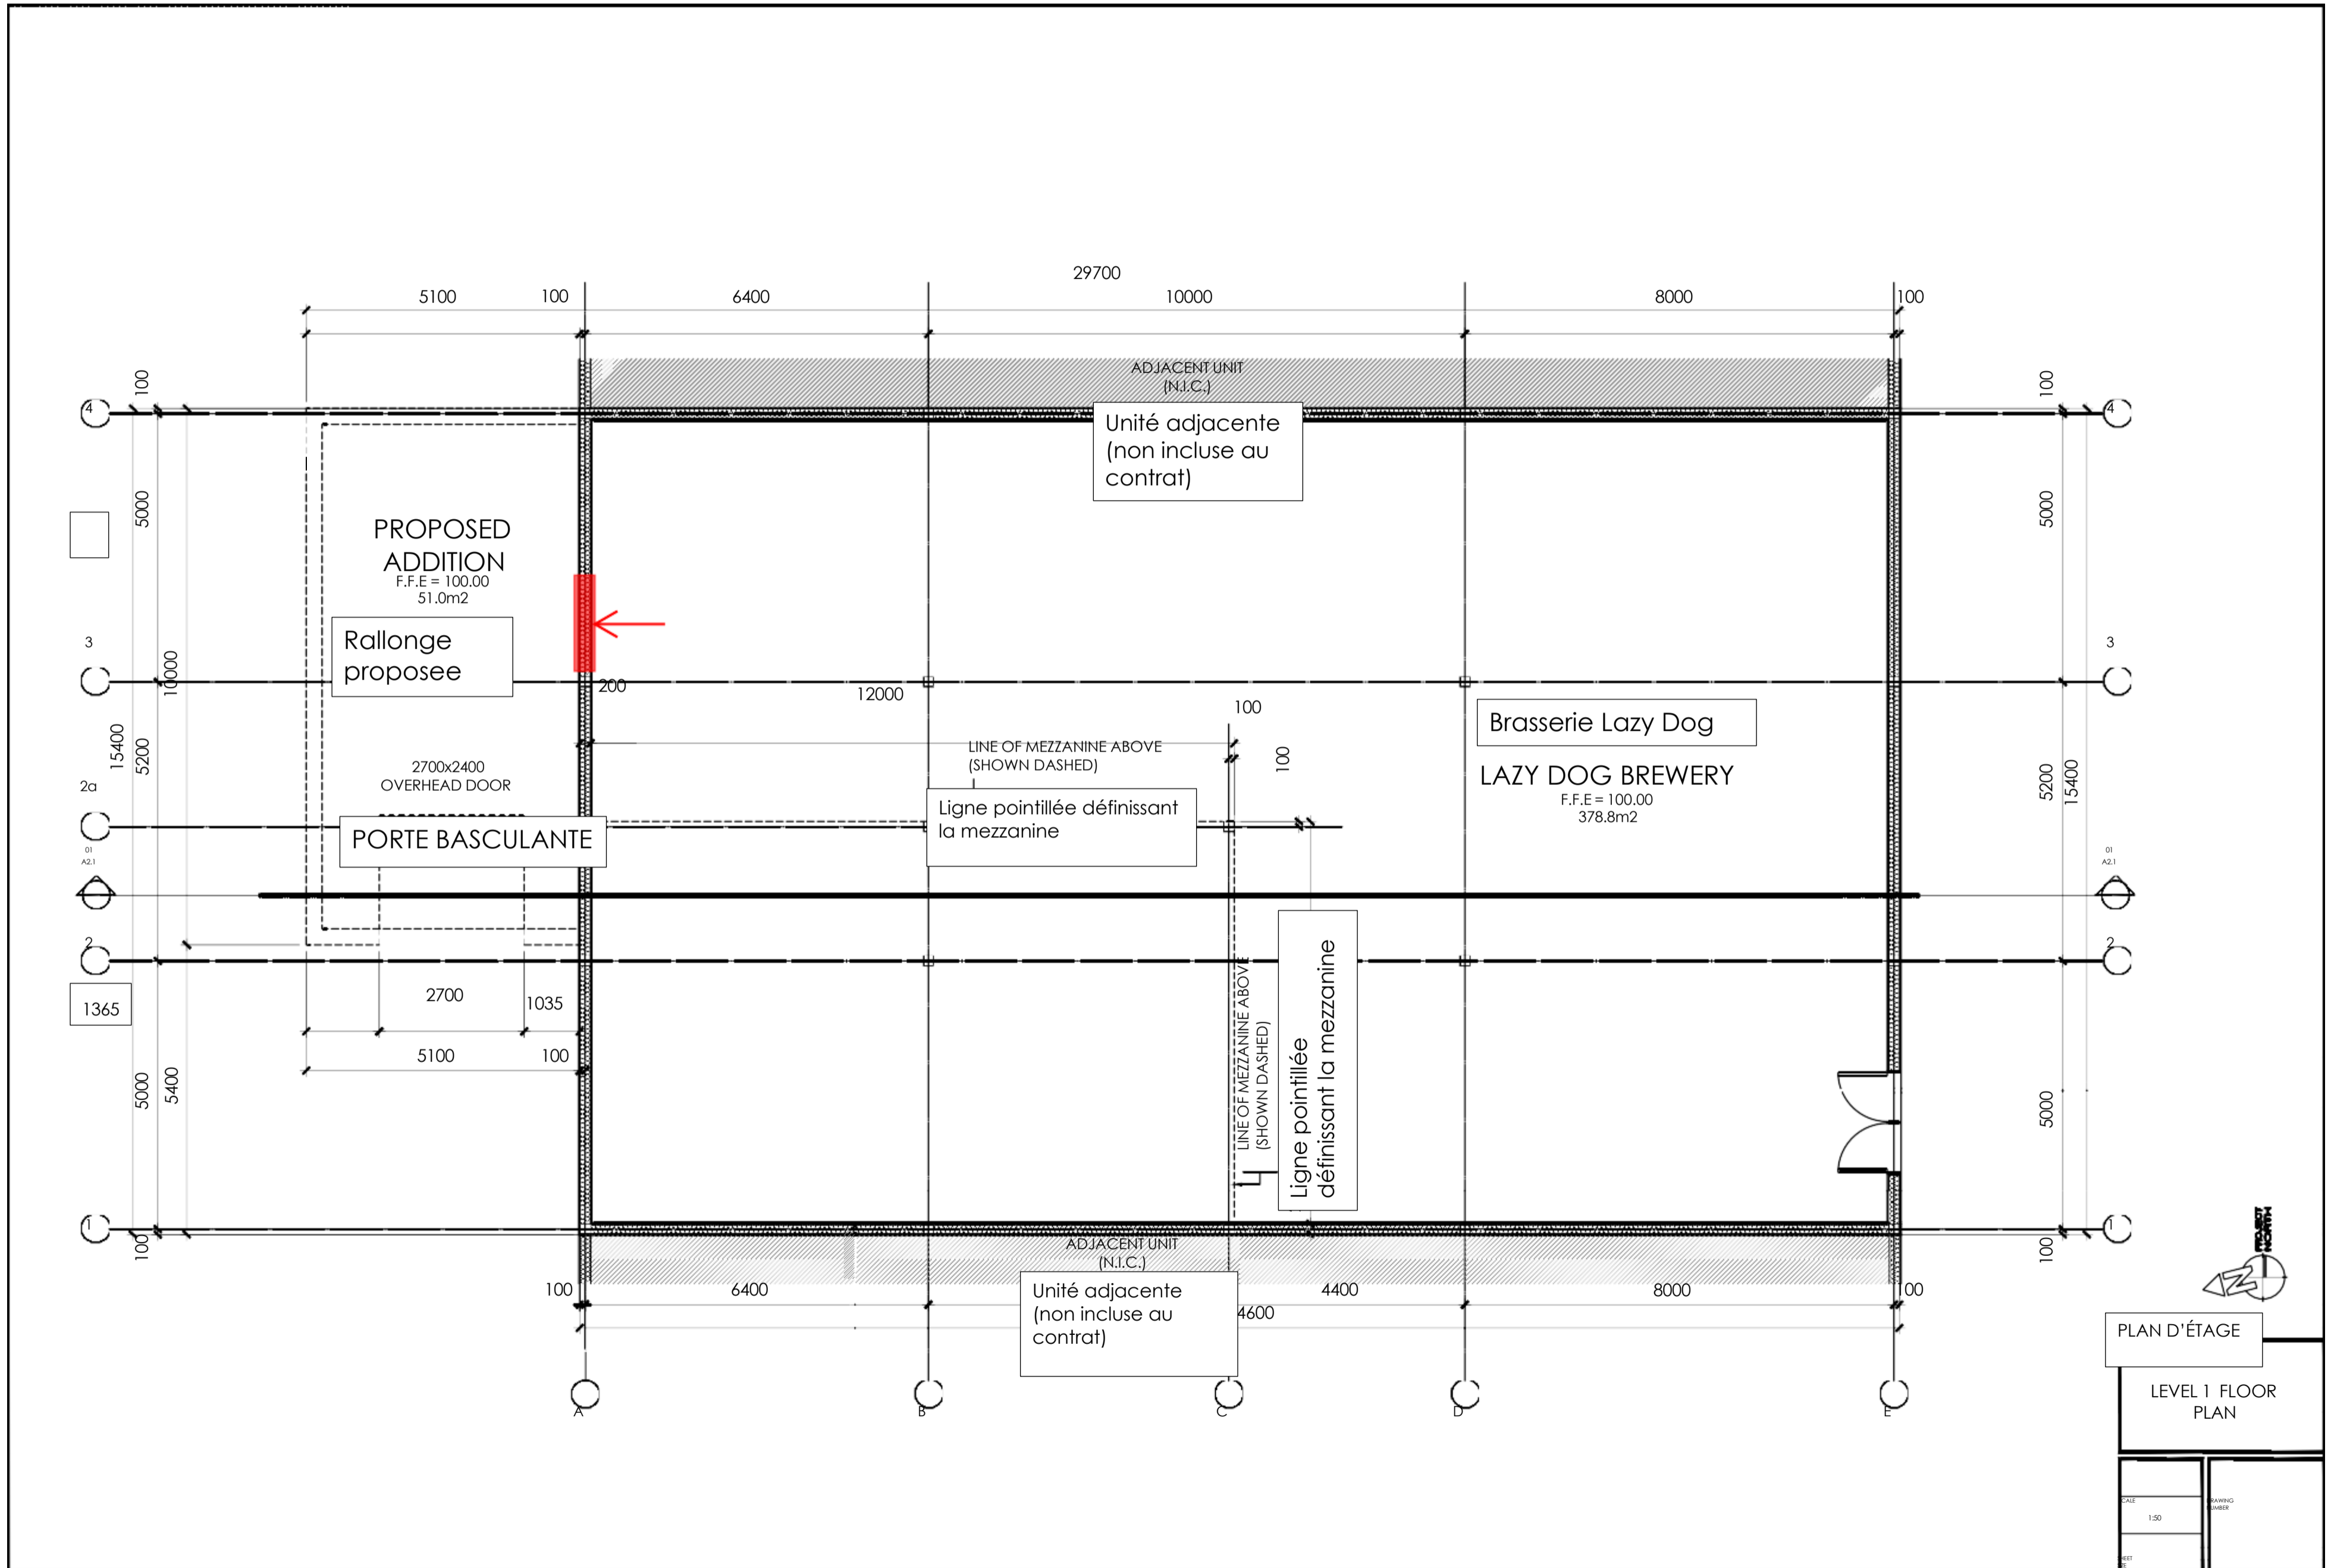 29700
5100
100
6400
10000
8000
100
ADJACENT UNIT
(N.I.C.)
100
100
4
4
Unité adjacente
(non incluse au
contrat)
5000
5000
PROPOSED
ADDITION
F.F.E = 100.00
51.0m2
Rallonge
proposee
3
3
10000
200
12000
100
Brasserie Lazy Dog
15400
5200
LINE OF MEZZANINE ABOVE
(SHOWN DASHED)
100
2700x2400
OVERHEAD DOOR
LAZY DOG BREWERY
F.F.E = 100.00
378.8m2
5200
15400
2a
Ligne pointillée définissant
la mezzanine
PORTE BASCULANTE
01
A2.1
01
A2.1
2
2
1365
2700
1035
5100
100
LINE OF MEZZANINE ABOVE
(SHOWN DASHED)
Ligne pointillée
définissant la mezzanine
5000
5400
5000
1
1
100
100
ADJACENT UNIT
(N.I.C.)
Unité adjacente
(non incluse au
contrat)
100
6400
4400
8000
00
4600
PROJECT
NORTH
N
A
B
C
D
E
PLAN D'ÉTAGE
LEVEL 1 FLOOR
PLAN
1:50